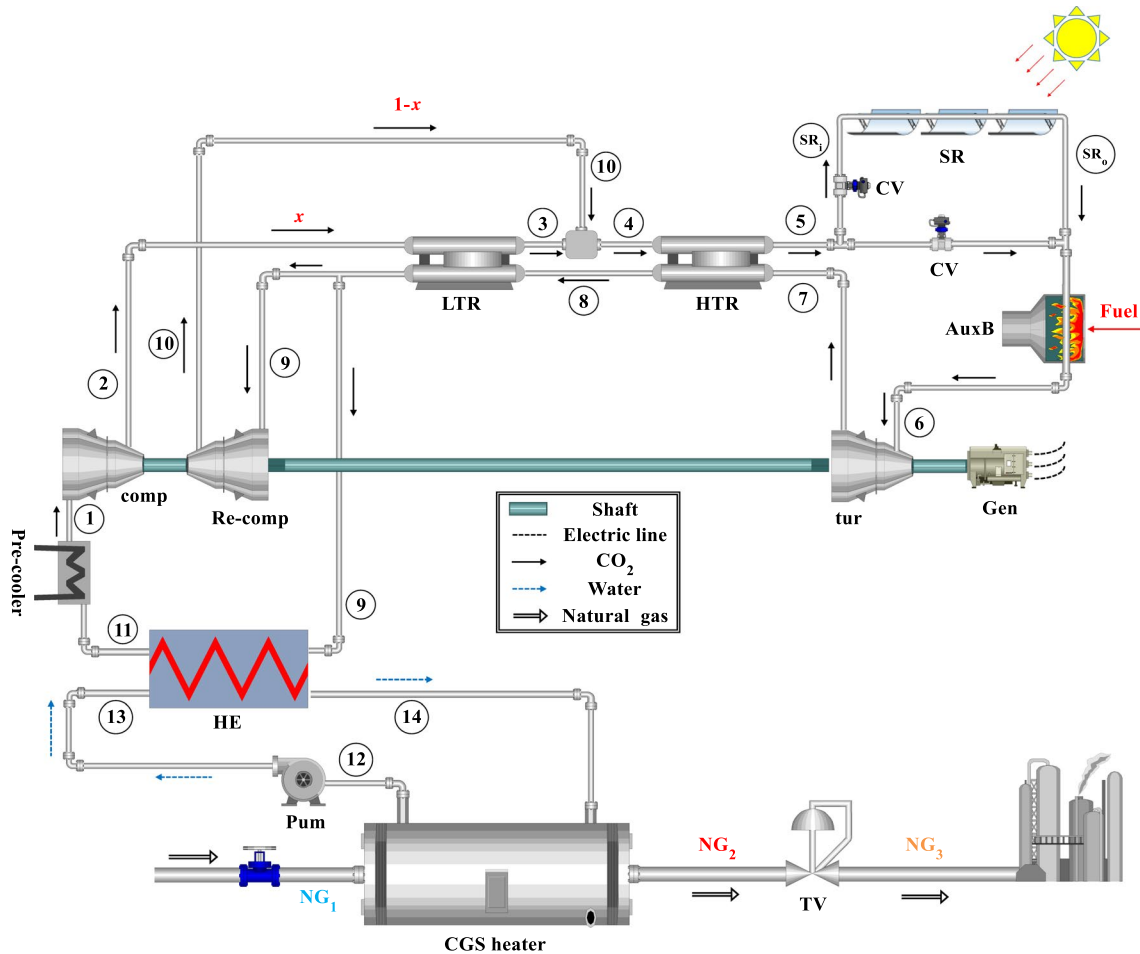 1-x
SRi
SR
SRo
CV
10
x
3
4
5
CV
LTR
8
HTR
7
AuxB
Fuel
2
10
9
6
comp
Re-comp
tur
Gen
1
Pre-cooler
Shaft
Electric line
CO2
Water
Natural gas
11
9
13
HE
14
12
Pum
NG1
NG2
NG3
TV
CGS heater